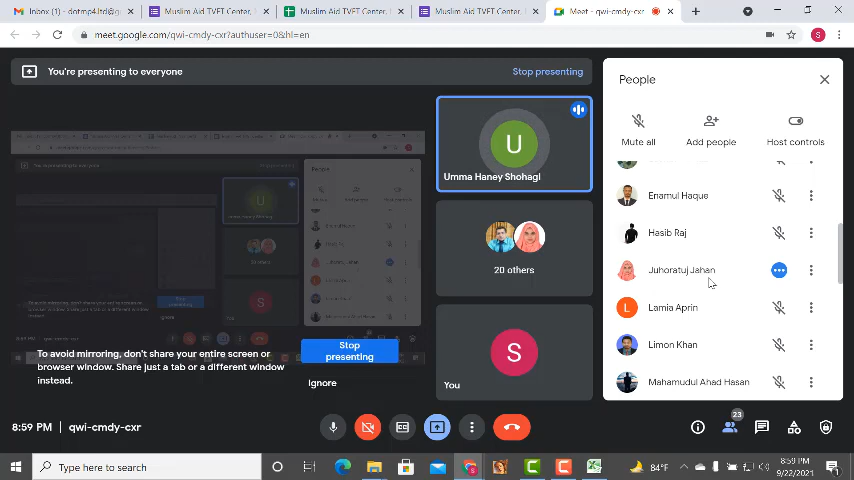 Inbox (1) - dotmp4.ltd@g
Muslim Aid TVET Center,
Muslim Aid TVET Center, I
Muslim Aid TVET Center,
Meet - qwi-cmdy-cxr
meet.google.com/qwi-cmdy-cxr?authuser=0&hl=en
S
You're presenting to everyone
Stop presenting
People
Mute all
Add people
Host controls
U
Umma Haney Shohagi
Enamul Haque
Hasib Raj
20 others
Juhoratuj Jahan
L
Lamia Aprin
To avoid mirroring, don't share your entire screen or
browser window. Share just a tab or a different window
instead.
Stop
presenting
Ignore
S
You
Limon Khan
Mahamudul Ahad Hasan
8:59 PM | qwi-cmdy-cxr
23
Type here to search
84°F
8:59 PM
9/22/2021